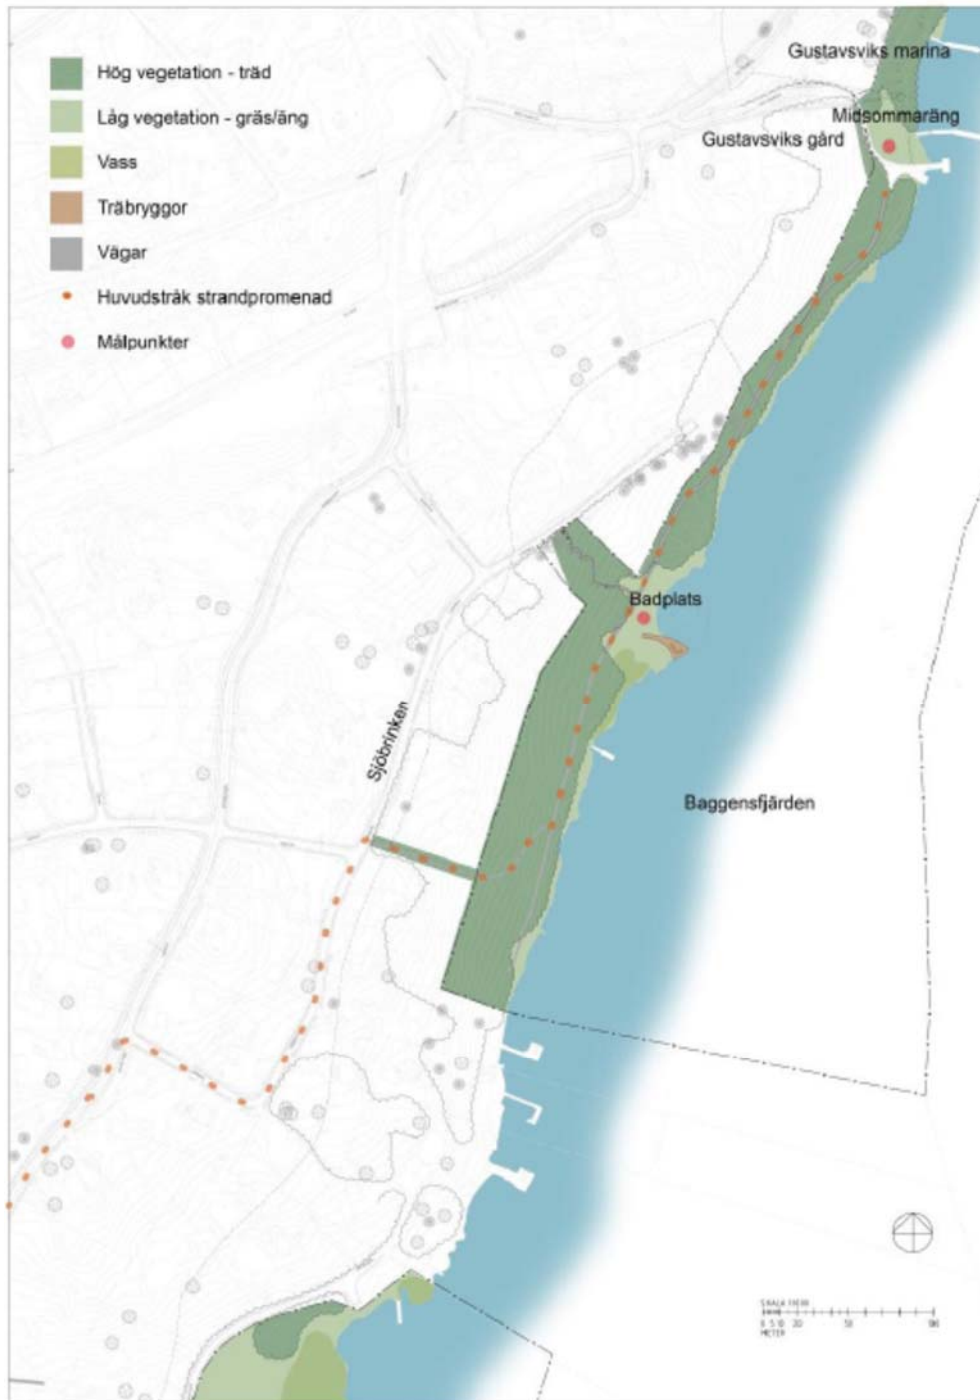 Gustavsviks marina
Hög vegetation - träd
Låg vegetation - gräs/äng
Midsommaräng
Gustavsviks gård
Vass
Träbryggor
Vägar
Huvudstråk strandpromenad
Målpunkter
Badplats
Sjöbrinken
Baggensfjärden
METER